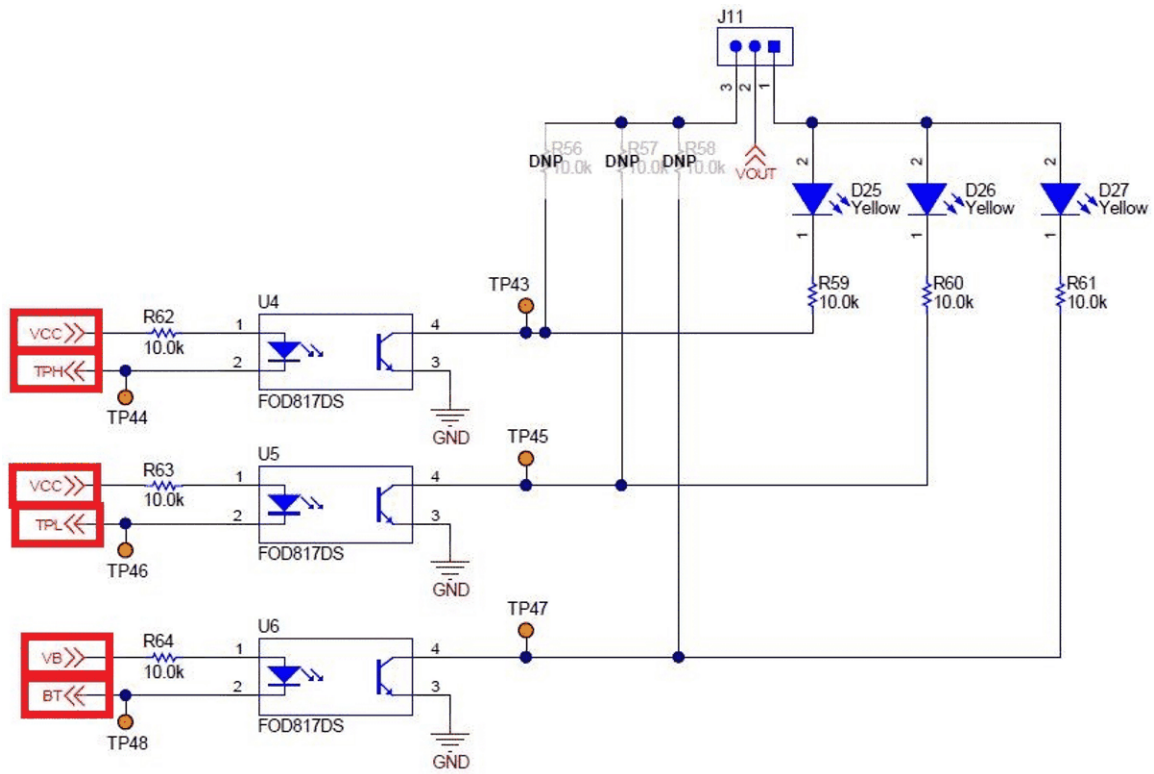 J11
3 2 1
DNP R56 10.0k
DNP R57 10.0k
DNP R58 10.0k
VOUT
2
D25
Yellow
1
2
D26
Yellow
1
2
D27
Yellow
1
R59
10.0k
R60
10.0k
R61
10.0k
TP43
VCC
R62
10.0k
1
U4
4
TPH
2
3
TP44
FOD817DS
GND
TP45
VCC
R63
10.0k
1
U5
4
TPL
2
3
TP46
FOD817DS
GND
TP47
VB
R64
10.0k
1
U6
4
BT
2
3
TP48
FOD817DS
GND